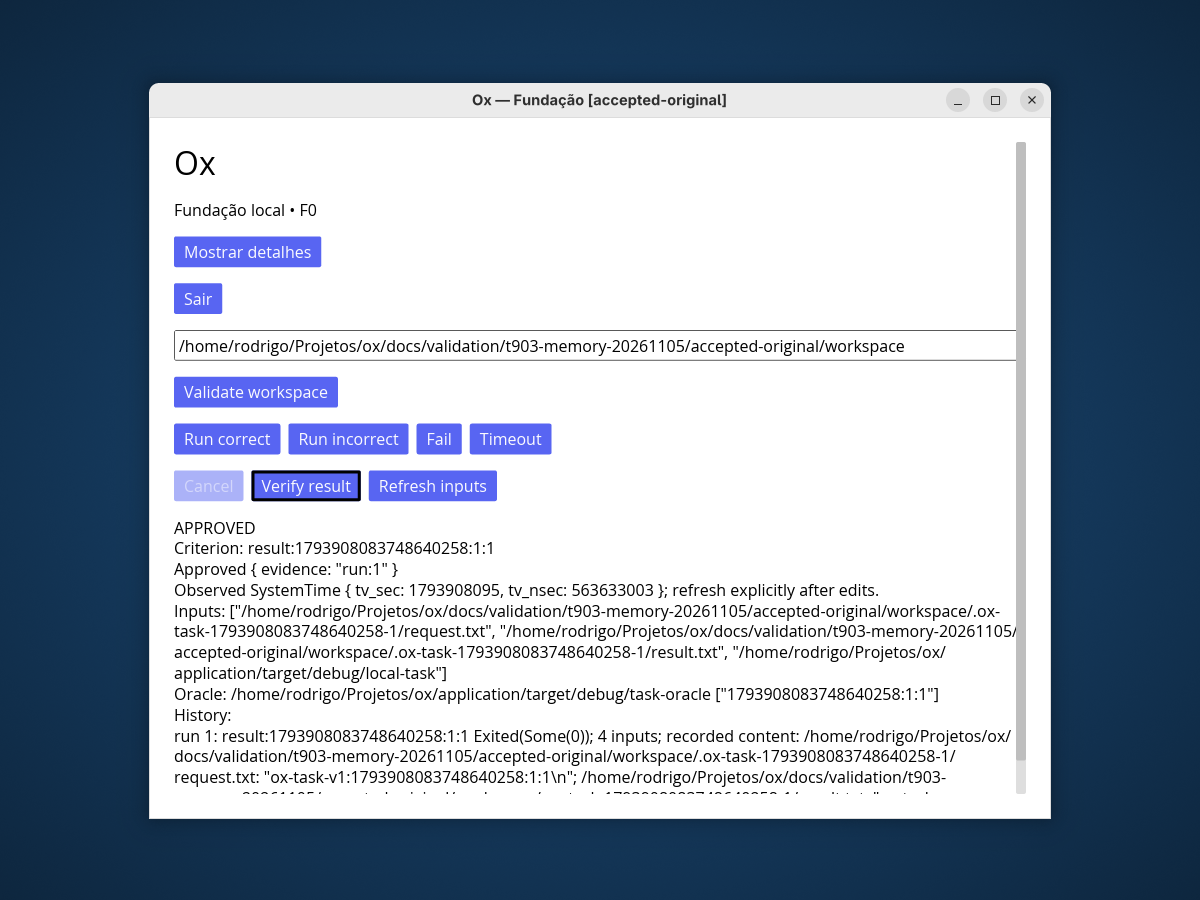 Ox — Fundação [accepted-original]
Ox
Fundação local • F0
Mostrar detalhes
Sair
/home/rodrigo/Projetos/ox/docs/validation/t903-memory-20261105/accepted-original/workspace
Validate workspace
Run correct Run incorrect Fail Timeout
Cancel Verify result Refresh inputs
APPROVED
Criterion: result:1793908083748640258:1:1
Approved { evidence: "run:1" }
Observed SystemTime { tv_sec: 1793908095, tv_nsec: 563633003 }; refresh explicitly after edits.
Inputs: ["/home/rodrigo/Projetos/ox/docs/validation/t903-memory-20261105/accepted-original/workspace/.ox-
task-1793908083748640258-1/request.txt", "/home/rodrigo/Projetos/ox/docs/validation/t903-memory-20261105/
accepted-original/workspace/.ox-task-1793908083748640258-1/result.txt", "/home/rodrigo/Projetos/ox/
application/target/debug/local-task"]
Oracle: /home/rodrigo/Projetos/ox/application/target/debug/task-oracle ["1793908083748640258:1:1"]
History:
run 1: result:1793908083748640258:1:1 Exited(Some(0)); 4 inputs; recorded content: /home/rodrigo/Projetos/ox/
docs/validation/t903-memory-20261105/accepted-original/workspace/.ox-task-1793908083748640258-1/
request.txt: "ox-task-v1:1793908083748640258:1:1\n"; /home/rodrigo/Projetos/ox/docs/validation/t903-